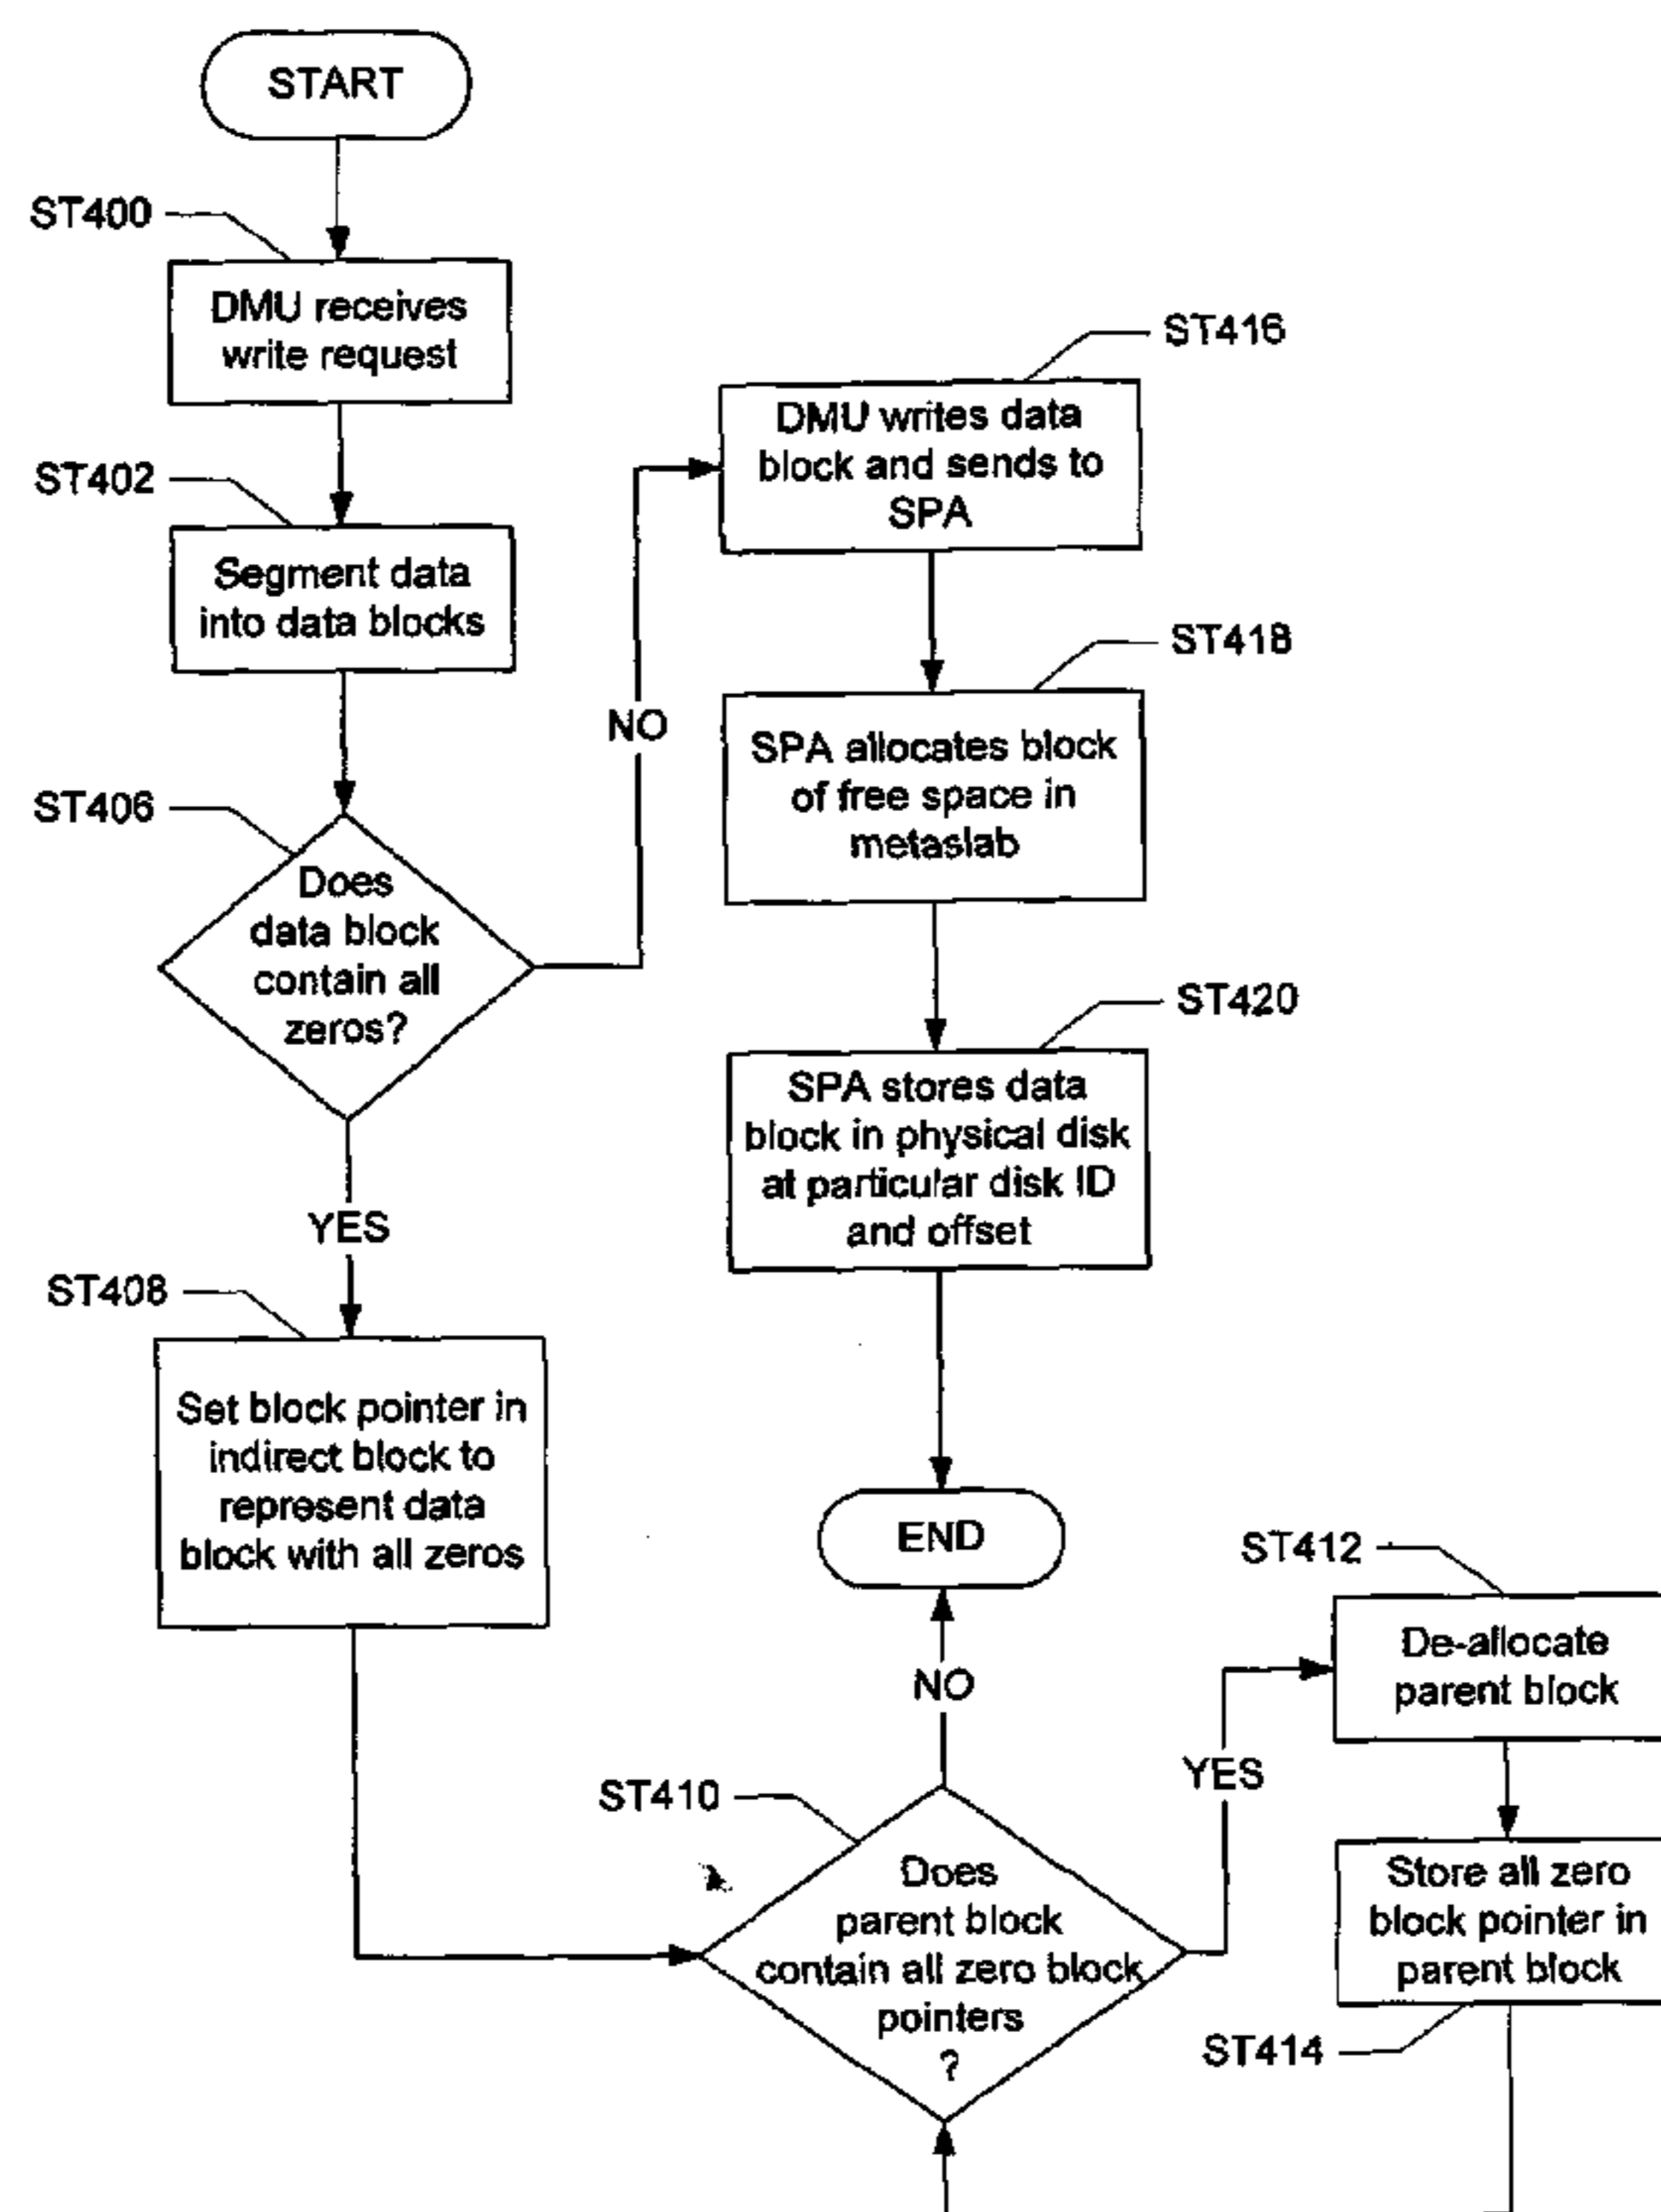 START
ST400
DMU receives
write request
ST402
Segment data
into data blocks
ST406
Does
data block
contain all
zeros?
NO
YES
ST408
Set block pointer in
indirect block to
represent data
block with all zeros
ST416
DMU writes data
block and sends to
SPA
ST418
SPA allocates block
of free space in
metaslab
ST420
SPA stores data
block in physical disk
at particular disk ID
and offset
END
NO
ST410
Does
parent block
contain all zero block
pointers
?
YES
ST412
De-allocate
parent block
Store all zero
block pointer in
parent block
ST414